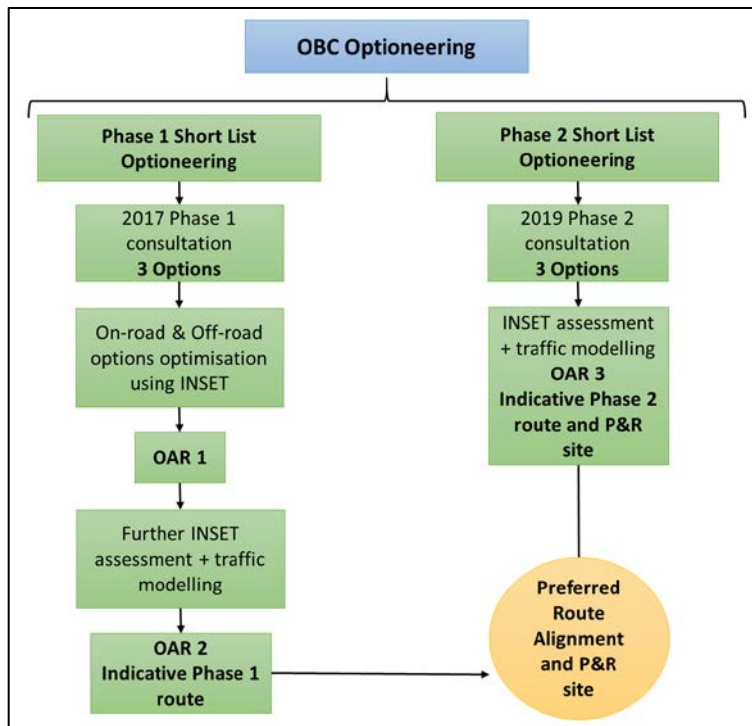 OBC Optioneering
Phase 1 Short List
Optioneering
2017 Phase 1
consultation
3 Options
On-road & Off-road
options optimisation
using INSET
OAR 1
Further INSET
assessment + traffic
modelling
OAR 2
Indicative Phase 1
route
Phase 2 Short List
Optioneering
2019 Phase 2
consultation
3 Options
INSET assessment
+ traffic modelling
OAR 3
Indicative Phase 2
route and P&R
site
Preferred
Route
Alignment
and P&R
site